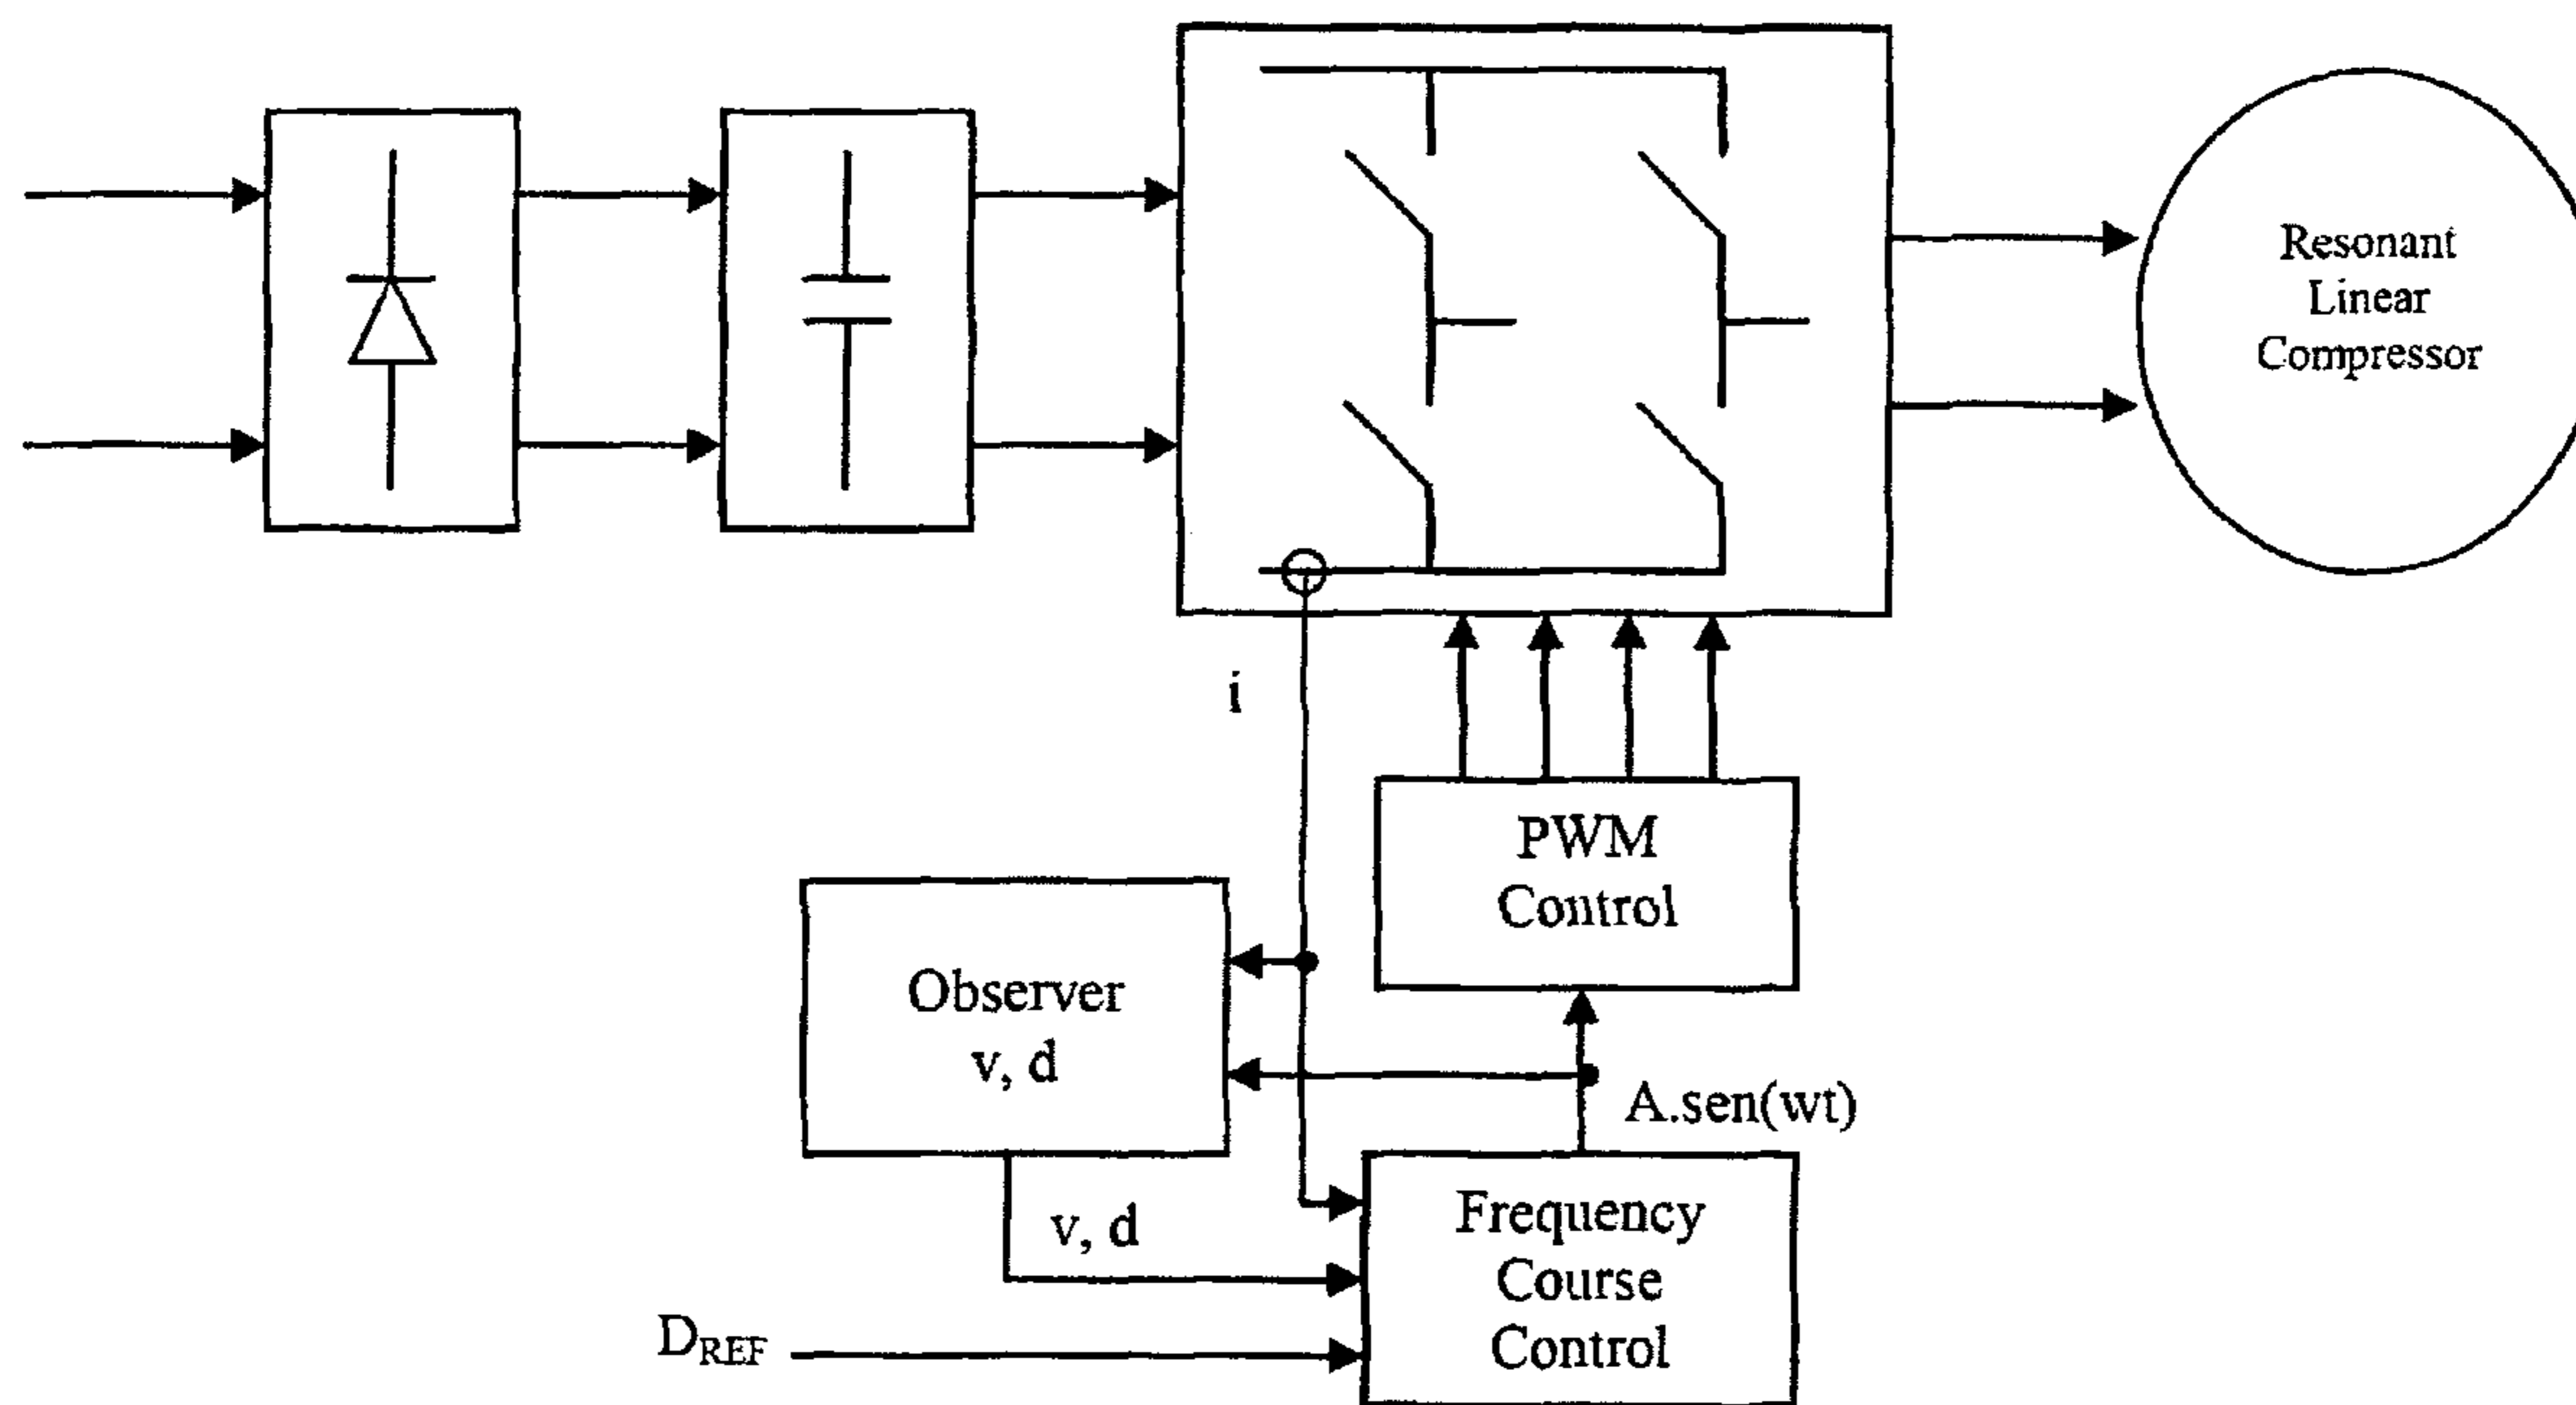 Resonant
Linear
Compressor
i
PWM
Control
Observer
v, d
A.sen(wt)
v, d
Frequency
Course
Control
DREF